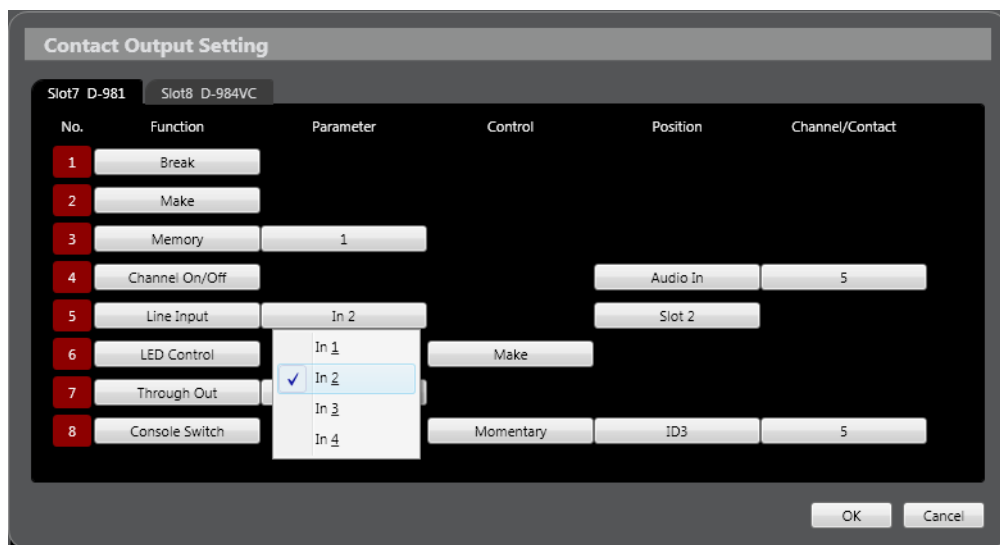 Contact Output Setting
Slot7 D-981 Slot8 D-984VC
No. Function Parameter Control Position Channel/Contact
1 Break
2 Make
3 Memory 1
4 Channel On/Off Audio In 5
5 Line Input In 2 Slot 2
In 1
6 LED Control Make
In 2
7 Through Out
In 3
8 Console Switch Momentary ID3 5
In 4
OK Cancel